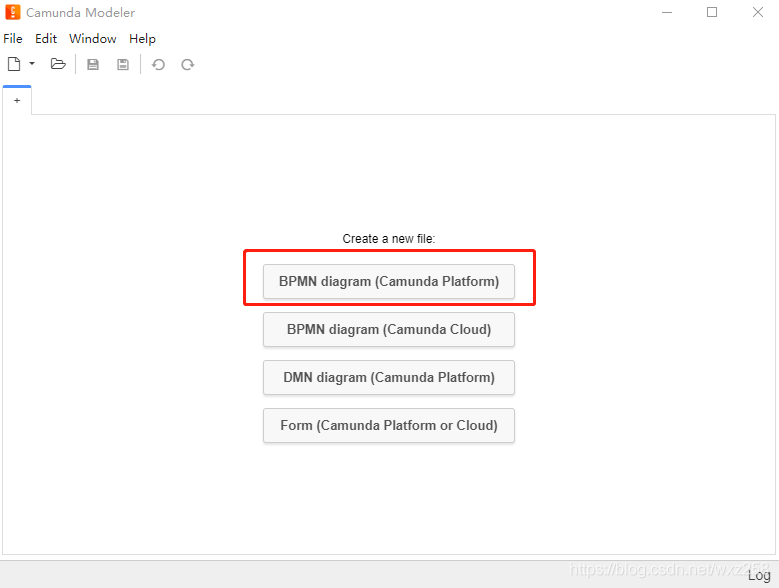 Camunda Modeler
File Edit Window Help
+
Create a new file:
BPMN diagram (Camunda Platform)
BPMN diagram (Camunda Cloud)
DMN diagram (Camunda Platform)
Form (Camunda Platform or Cloud)
https://blog.csdn.net/wxz258
Log